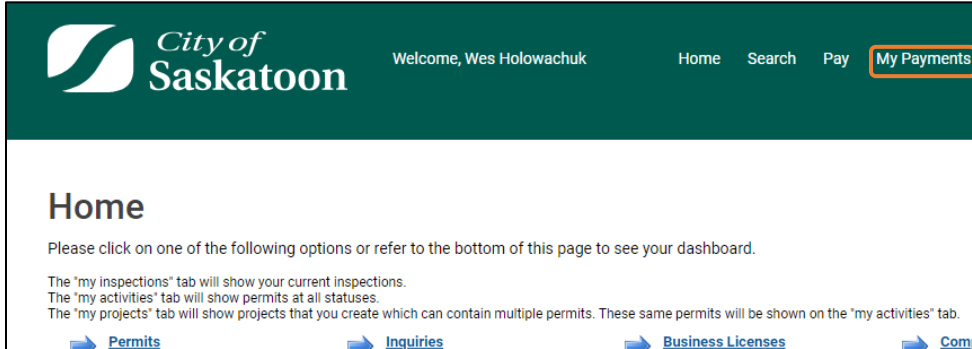 City of
Saskatoon
Welcome, Wes Holowachuk
Home Search Pay My Payments
Home
Please click on one of the following options or refer to the bottom of this page to see your dashboard.
The "my inspections" tab will show your current inspections.
The "my activities" tab will show permits at all statuses.
The "my projects" tab will show projects that you create which can contain multiple permits. These same permits will be shown on the "my activities" tab.
Permits Inquiries Business Licenses